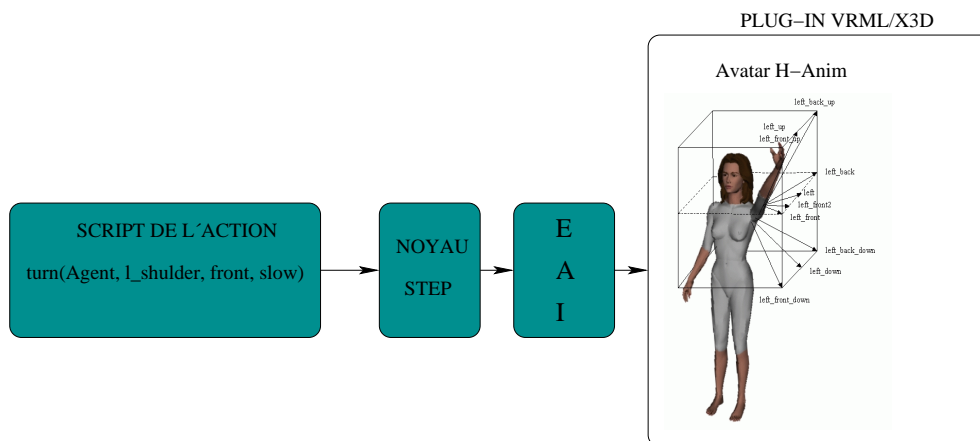 PLUG–IN VRML/X3D
Avatar H–Anim
left_back_up
left_up
left_front_up
left_back
left
left_front2
left_front
left_back_down
left_down
left_front_down
SCRIPT DE L´ACTION
turn(Agent, l_shulder, front, slow)
NOYAU
STEP
E
A
I